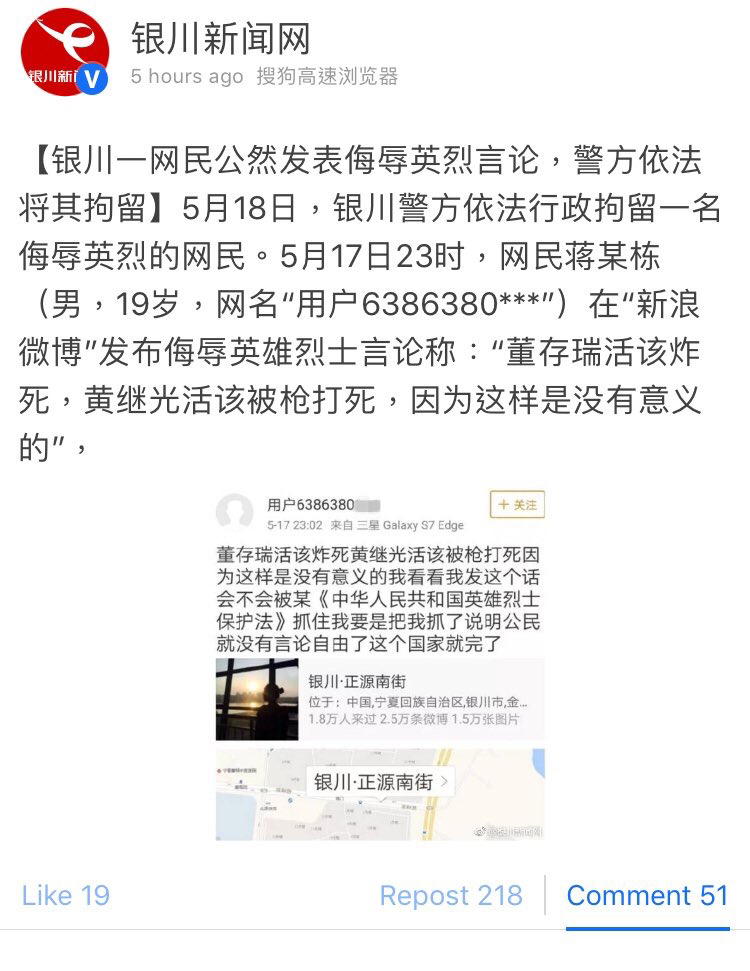 银川新闻网
银川新
V
5 hours ago 搜狗高速浏览器
【银川一网民公然发表侮辱英烈言论，警方依法
将其拘留】5月18日，银川警方依法行政拘留一名
侮辱英烈的网民。5月17日23时，网民蒋某栋
（男，19岁，网名“用户6386380***”）在“新浪
微博”发布侮辱英雄烈士言论称：“董存瑞活该炸
死，黄继光活该被枪打死，因为这样是没有意义
的”，
用户6386380
+ 关注
5-17 23:02 来自 三星 Galaxy S7 Edge
董存瑞活该炸死黄继光活该被枪打死因
为这样是没有意义的我看看我发这个话
会不会被某《中华人民共和国英雄烈士
保护法》抓住我要是把我抓了说明公民
就没有言论自由了这个国家就完了
银川·正源南街
位于：中国,宁夏回族自治区,银川市,金...
1.8万人来过 2.5万条微博 1.5万张图片
银川·正源南街 >
Like 19
Repost 218
Comment 51